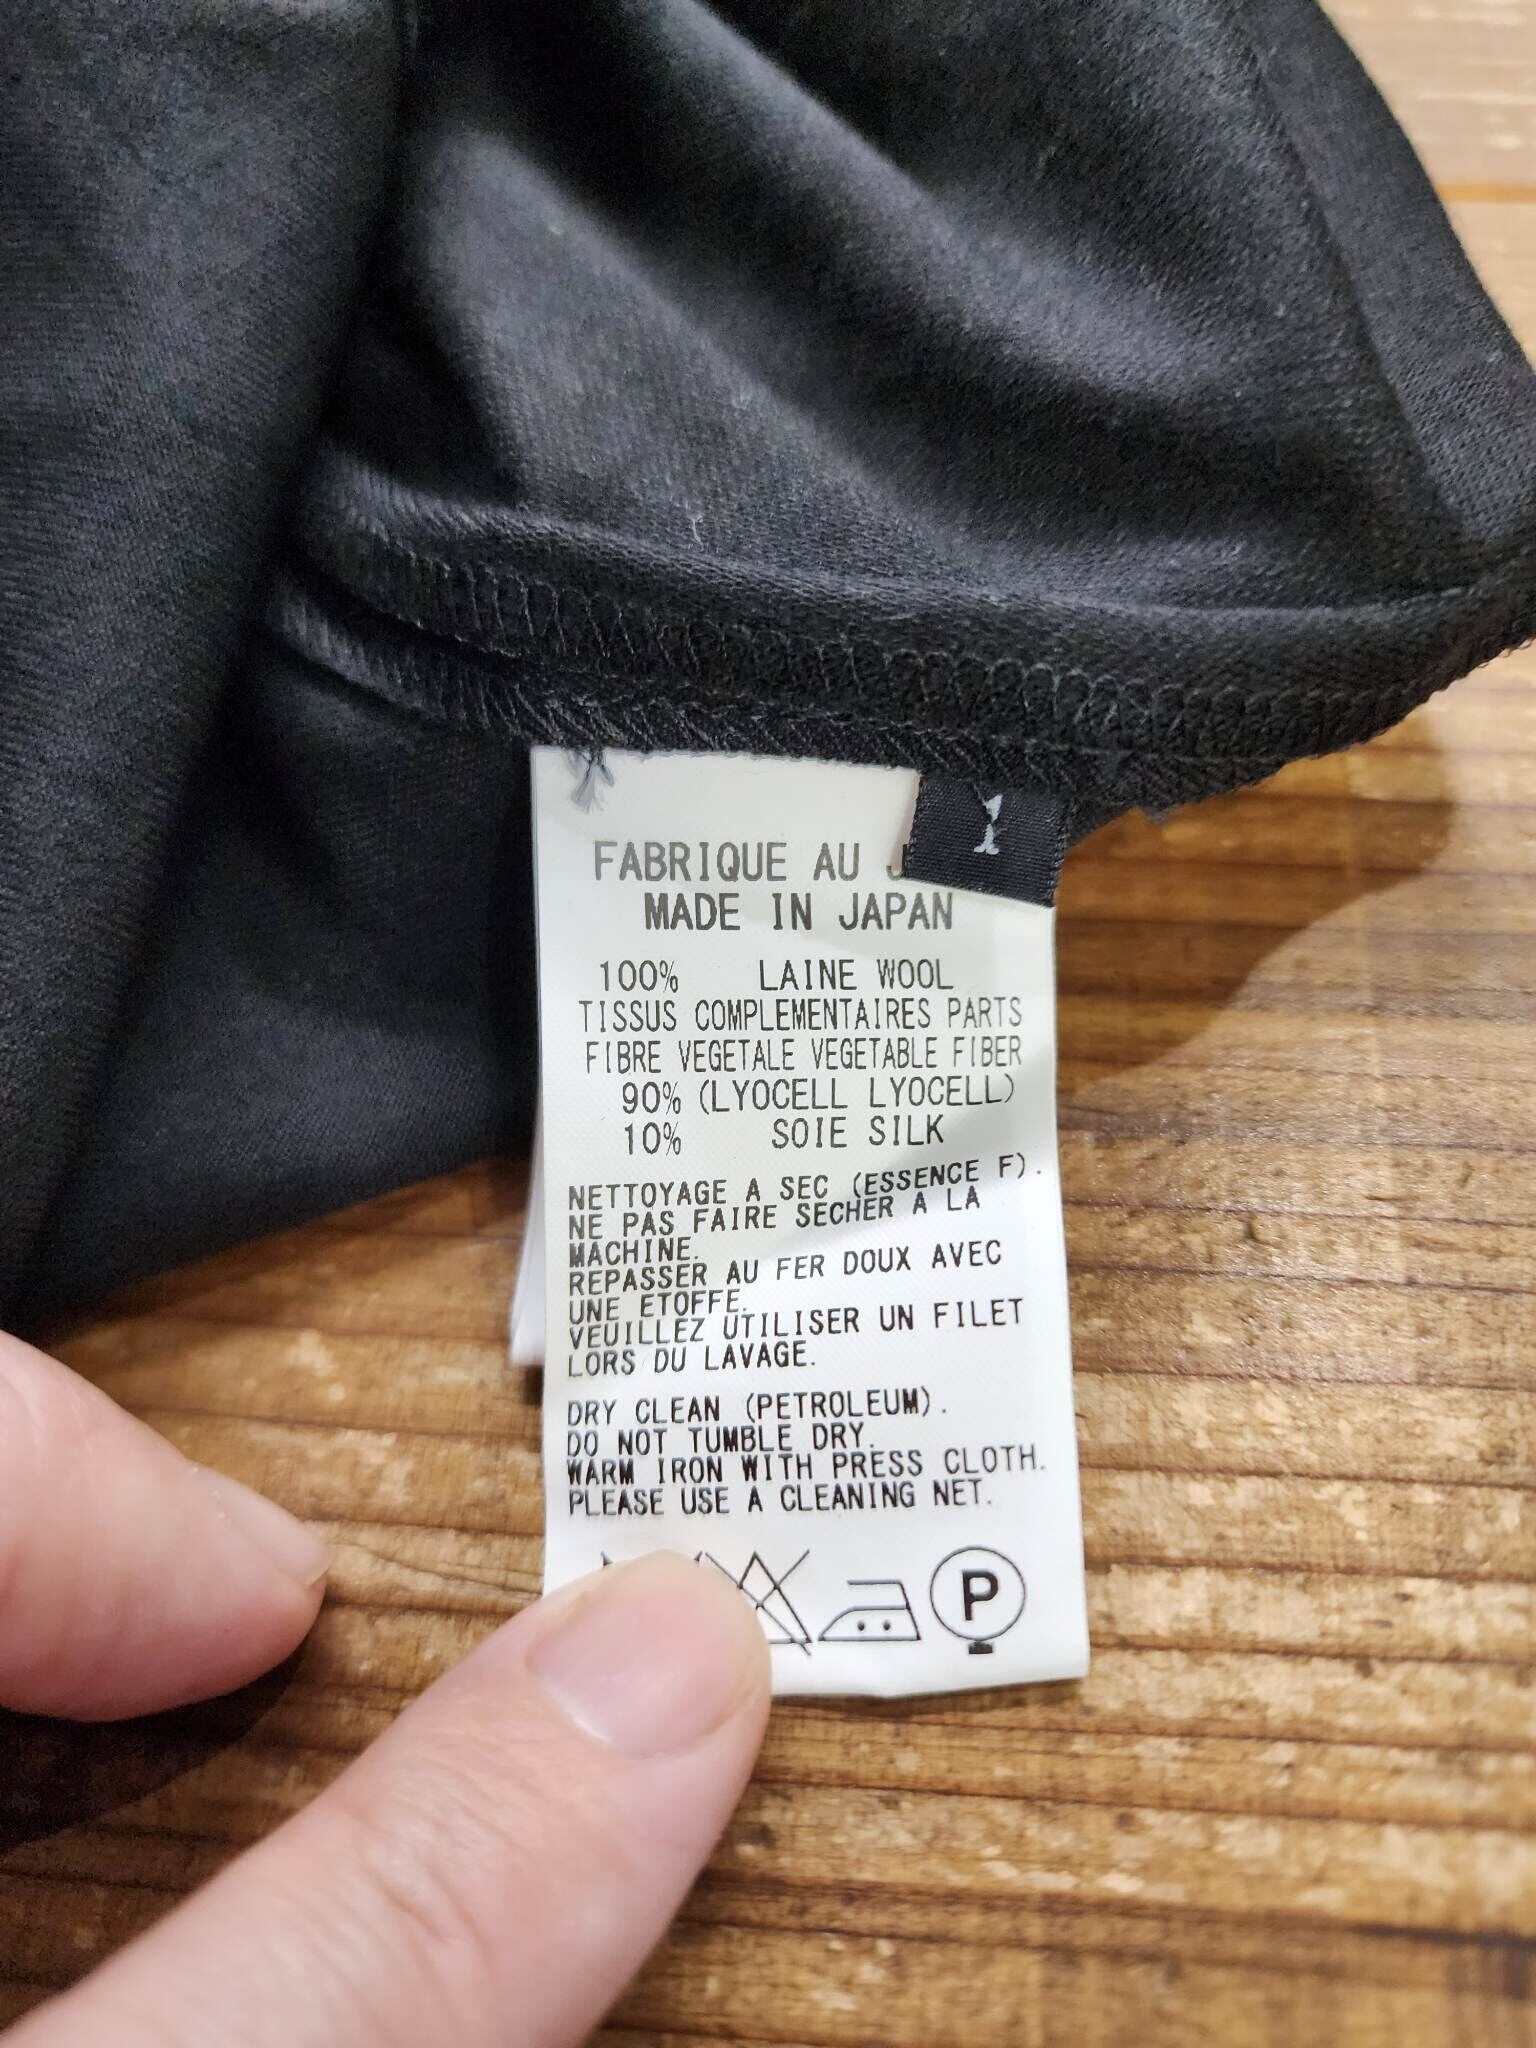 1
FABRIQUE AU
MADE IN JAPAN
100% LAINE WOOL
TISSUS COMPLEMENTAIRES PARTS
FIBRE VEGETALE VEGETABLE FIBER
90% (LYOCELL LYOCELL)
10% SOIE SILK
NETTOYAGE A SEC (ESSENCE F).
NE PAS FAIRE SECHER A LA
MACHINE.
REPASSER AU FER DOUX AVEC
UNE ETOFFE.
VEUILLEZ UTILISER UN FILET
LORS DU LAVAGE.
DRY CLEAN (PETROLEUM).
DO NOT TUMBLE DRY.
WARM IRON WITH PRESS CLOTH.
PLEASE USE A CLEANING NET.
P